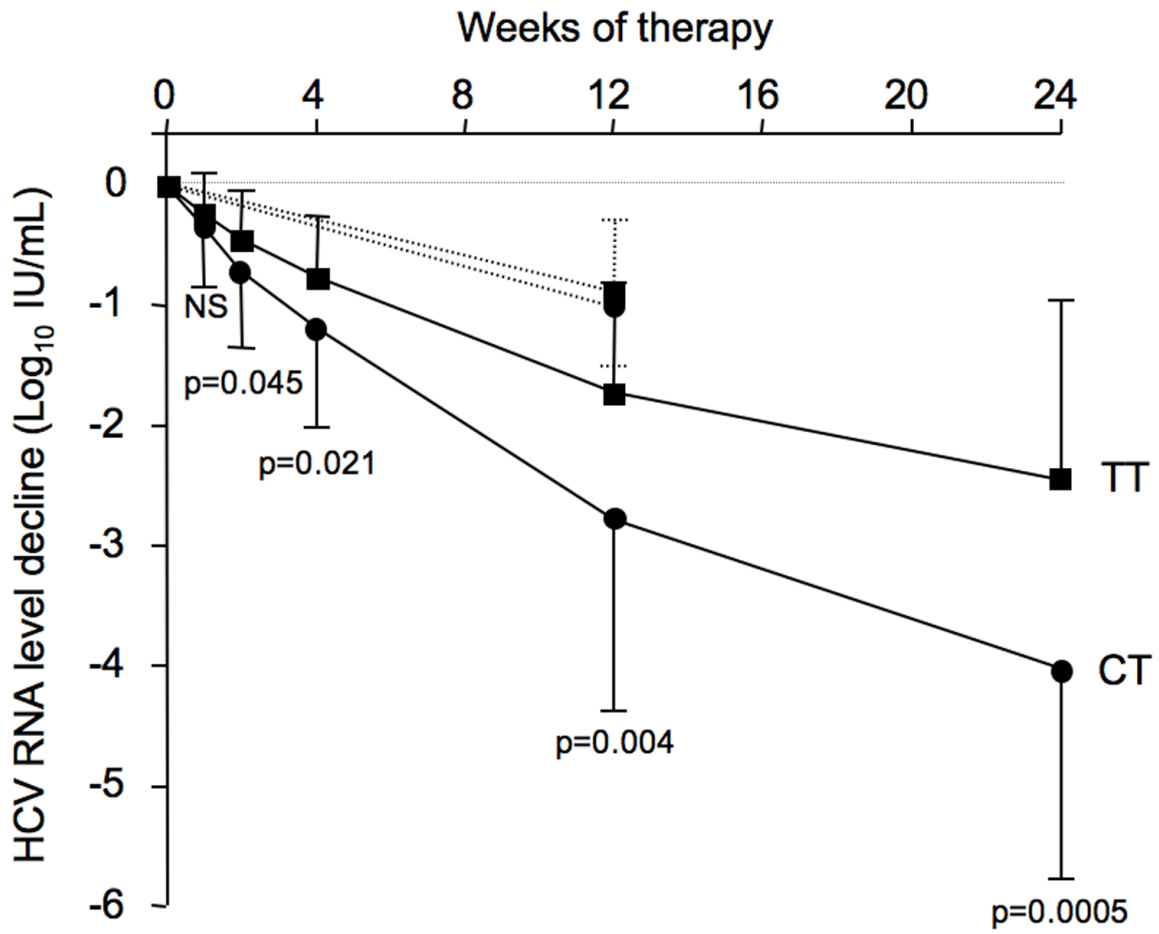 Weeks of therapy
0 4 8 12 16 20 24
HCV RNA level decline (Log10 IU/mL)
0
-1
-2
-3
-4
-5
-6
NS
p=0.045
p=0.021
p=0.004
p=0.0005
TT
CT